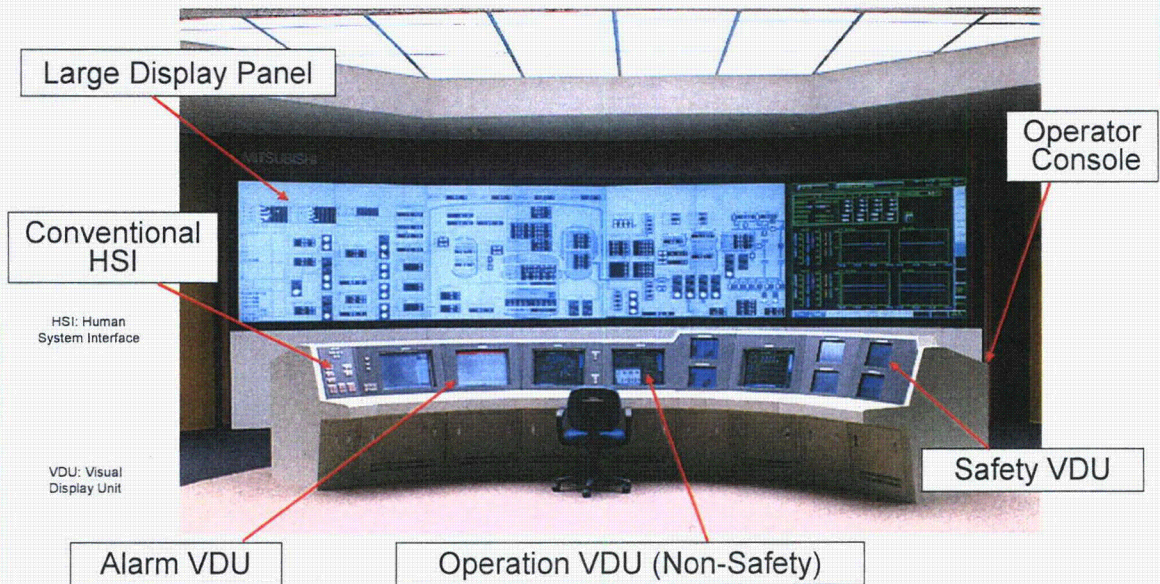 Large Display Panel
Operator
Console
MITSUBISHI
Conventional
HSI
HSI: Human
System Interface
VDU: Visual
Display Unit
Safety VDU
Alarm VDU
Operation VDU (Non-Safety)